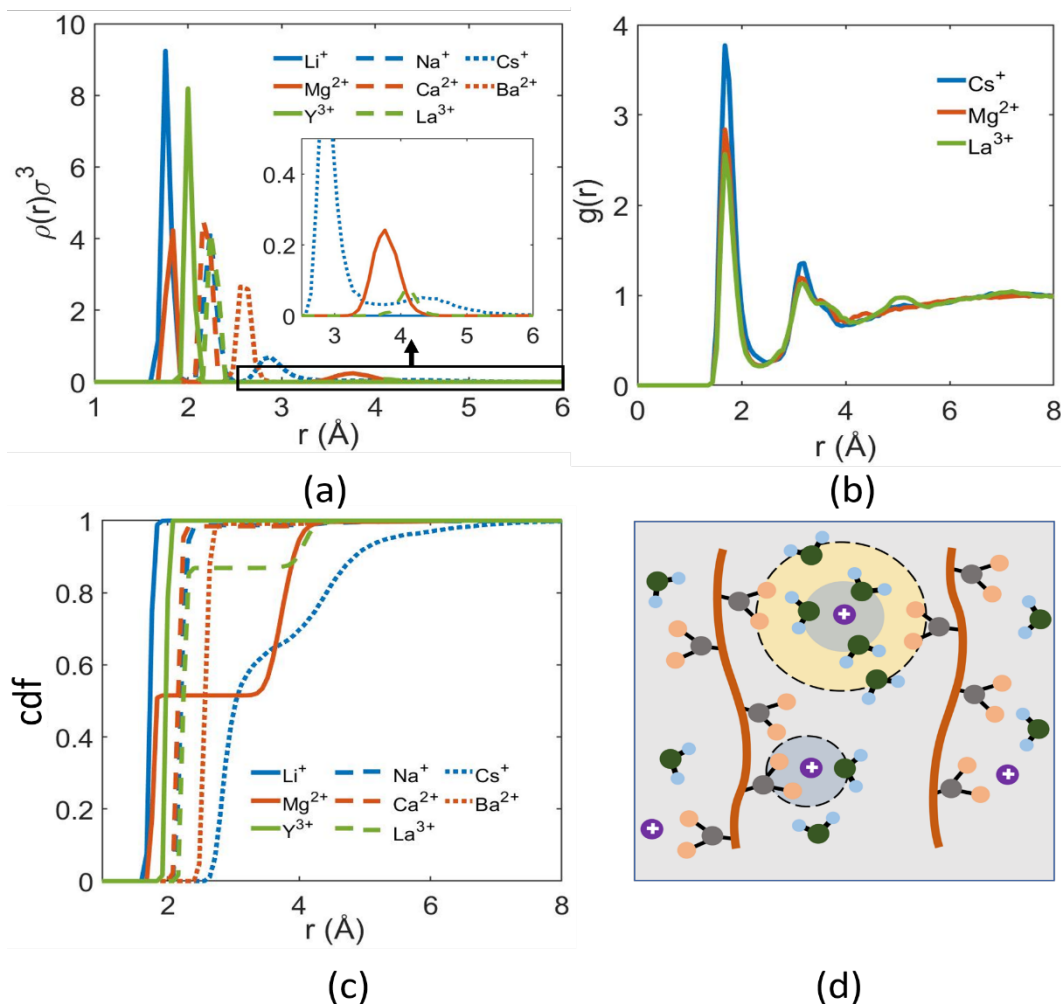 10
8
6
4
2
0
ρ(r)σ³
Li⁺ Na⁺ Cs⁺
Mg²⁺ Ca²⁺ Ba²⁺
Y³⁺ La³⁺
0.4
0.2
0
3 4 5 6
1 2 3 4 5 6
r (Å)
(a)
4
3
2
1
0
g(r)
Cs⁺
Mg²⁺
La³⁺
0 2 4 6 8
r (Å)
(b)
1
0.8
0.6
0.4
0.2
0
cdf
Li⁺ Na⁺ Cs⁺
Mg²⁺ Ca²⁺ Ba²⁺
Y³⁺ La³⁺
2 4 6 8
r (Å)
(c)
+
+
+
+
(d)